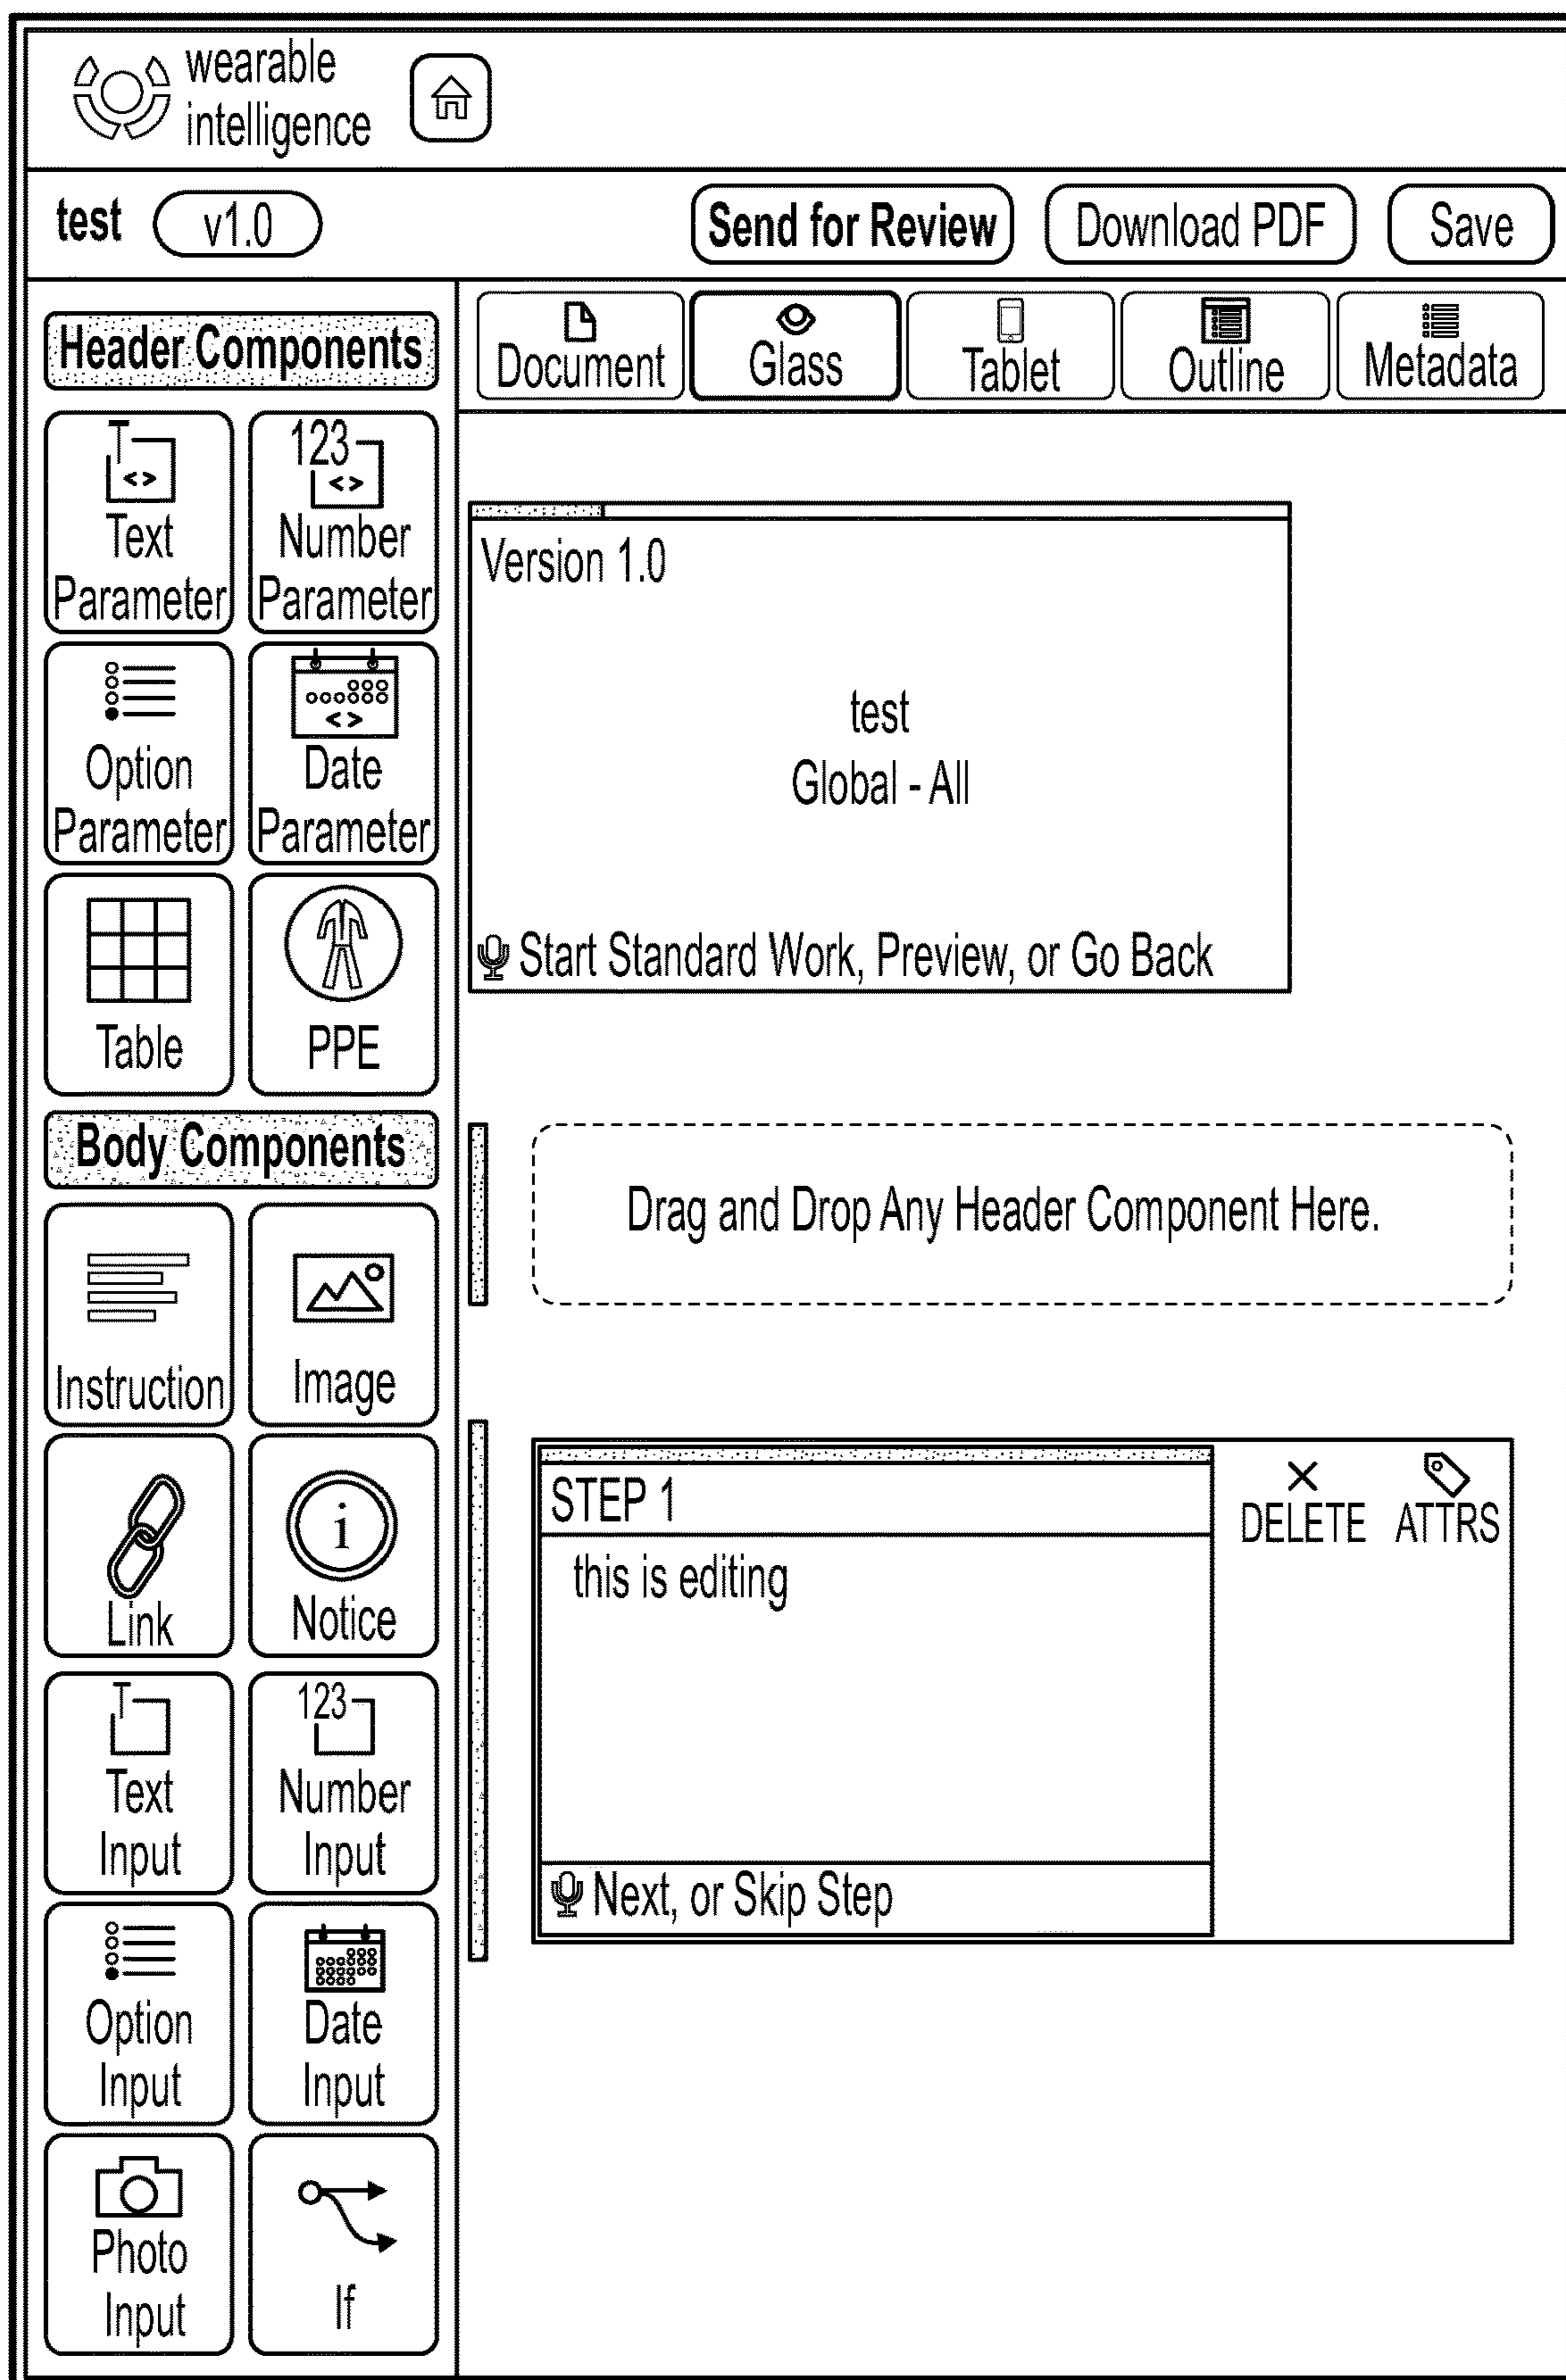 wearable
intelligence
test v1.0 Send for Review Download PDF Save
Header Components
Document Glass Tablet Outline Metadata
T 123
Text Number
Parameter Parameter
Option Date
Parameter Parameter
Table PPE
Version 1.0
test
Global - All
Start Standard Work, Preview, or Go Back
Body Components
Drag and Drop Any Header Component Here.
Instruction Image
i
Link Notice
T 123
Text Number
Input Input
Option Date
Input Input
Photo
Input If
STEP 1
DELETE ATTRS
this is editing
Next, or Skip Step